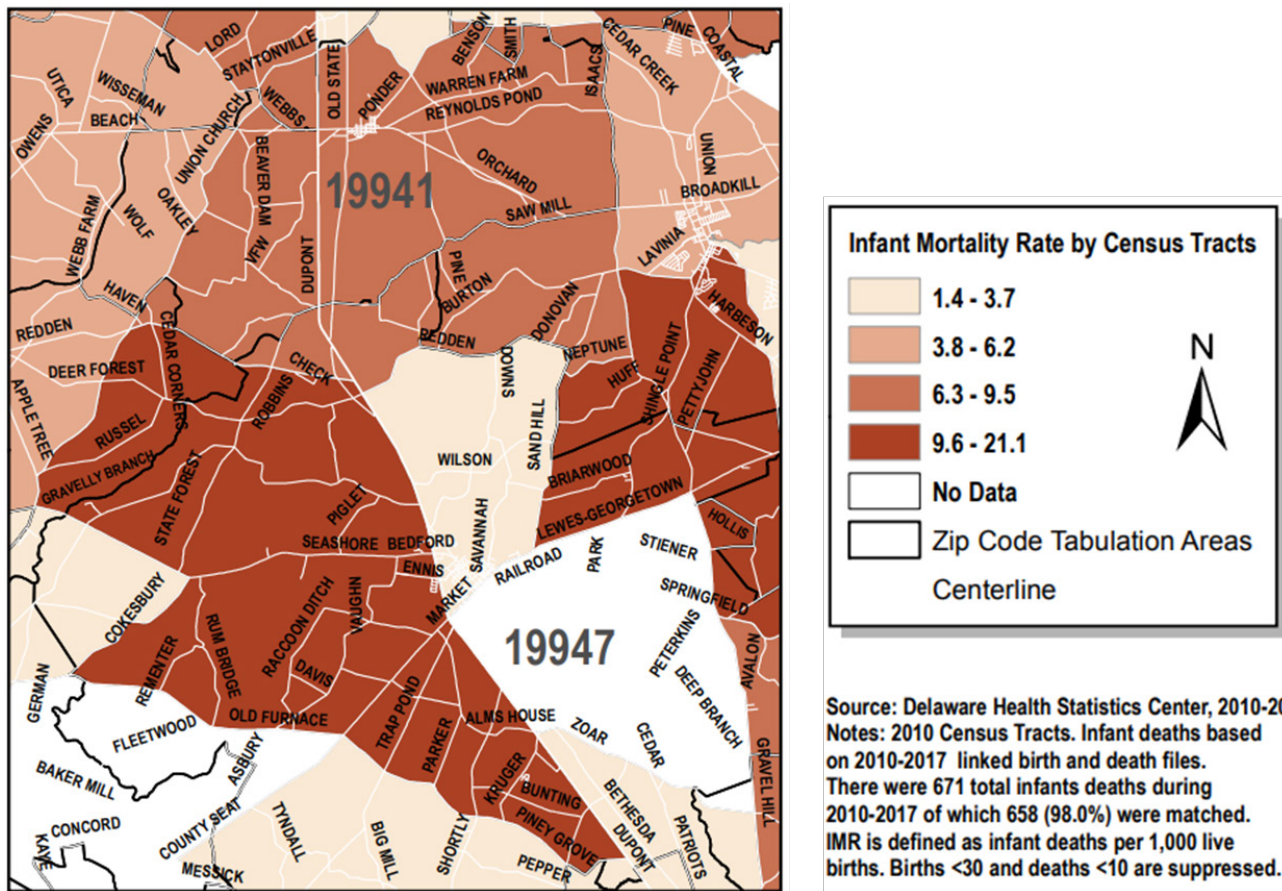 LORD
STAYTONVILLE
OLD STATE
PONDER
BENSON
SMITH
ISAACS
CEDAR CREEK
PINE
COASTAL
UTICA
WISSEMAN
OWENS
BEACH
UNION CHURCH
WEBBS
WARREN FARM
REYNOLDS POND
BEAVER DAM
ORCHARD
UNION
BROADKILL
19941
WEBB FARM
WOLF
OAKLEY
VFW
DUPONT
SAW MILL
LAVINIA
PINE
BURTON
HAVEN
REDDEN
CEDAR CORNERS
REDDEN
DONOVAN
HARBESON
DEER FOREST
CHECK
DOWNS
NEPTUNE
HUFF
SHINGLE POINT
PETTYJOHN
APPLE TREE
RUSSEL
ROBBINS
GRAVELLY BRANCH
STATE FOREST
WILSON
SAND HILL
BRIARWOOD
PIGLET
LEWES-GEORGETOWN
HOLLIS
SEASHORE
BEDFORD
SAVANNAH
ENNIS
RAILROAD
PARK
STIENER
COKESBURY
MARKET
SPRINGFIELD
RUM BRIDGE
RACCOON DITCH
VAUGHN
19947
PETERKINS
AVALON
GERMAN
REMENTER
DAVIS
DEEP BRANCH
FLEETWOOD
OLD FURNACE
TRAP POND
PARKER
ALMS HOUSE
ZOAR
CEDAR
BAKER MILL
ASBURY
KRUGER
BUNTING
GRAVEL HILL
CONCORD
COUNTY SEAT
TYNDALL
BIG MILL
SHORTLY
PINEY GROVE
BETHESDA
DUPONT
PATRIOTS
KAYE
MESSICK
PEPPER
Infant Mortality Rate by Census Tracts
1.4 - 3.7
3.8 - 6.2
6.3 - 9.5
9.6 - 21.1
No Data
Zip Code Tabulation Areas
Centerline
N
Source: Delaware Health Statistics Center, 2010-20
Notes: 2010 Census Tracts. Infant deaths based
on 2010-2017 linked birth and death files.
There were 671 total infants deaths during
2010-2017 of which 658 (98.0%) were matched.
IMR is defined as infant deaths per 1,000 live
births. Births <30 and deaths <10 are suppressed.